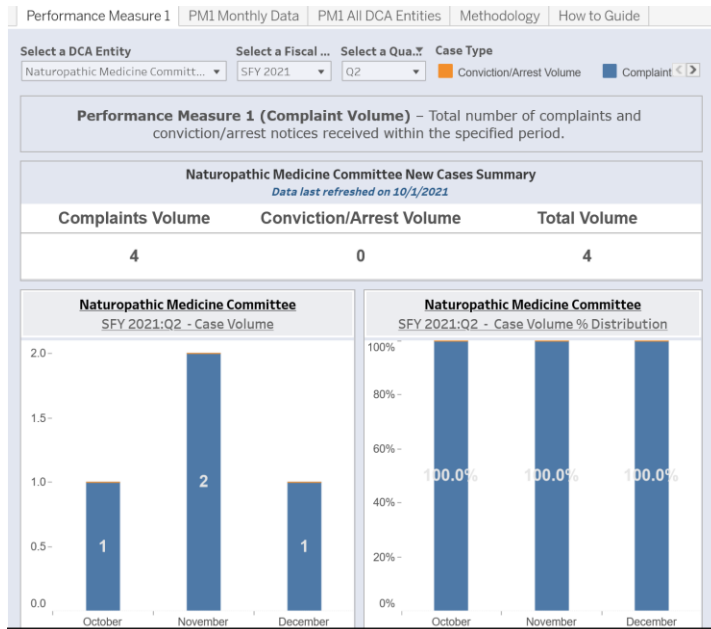 Performance Measure 1 PM1 Monthly Data PM1 All DCA Entities Methodology How to Guide
Select a DCA Entity Select a Fiscal ... Select a Qua.. Case Type
Naturopathic Medicine Committ... SFY 2021 Q2 Conviction/Arrest Volume Complaint
Performance Measure 1 (Complaint Volume) – Total number of complaints and
conviction/arrest notices received within the specified period.
Naturopathic Medicine Committee New Cases Summary
Data last refreshed on 10/1/2021
Complaints Volume Conviction/Arrest Volume Total Volume
4 0 4
Naturopathic Medicine Committee
SFY 2021:Q2 - Case Volume
2.0
1.5
1.0
0.5
0.0
1
2
1
October November December
Naturopathic Medicine Committee
SFY 2021:Q2 - Case Volume % Distribution
100%
80%
60%
40%
20%
0%
100.0% 100.0% 100.0%
October November December